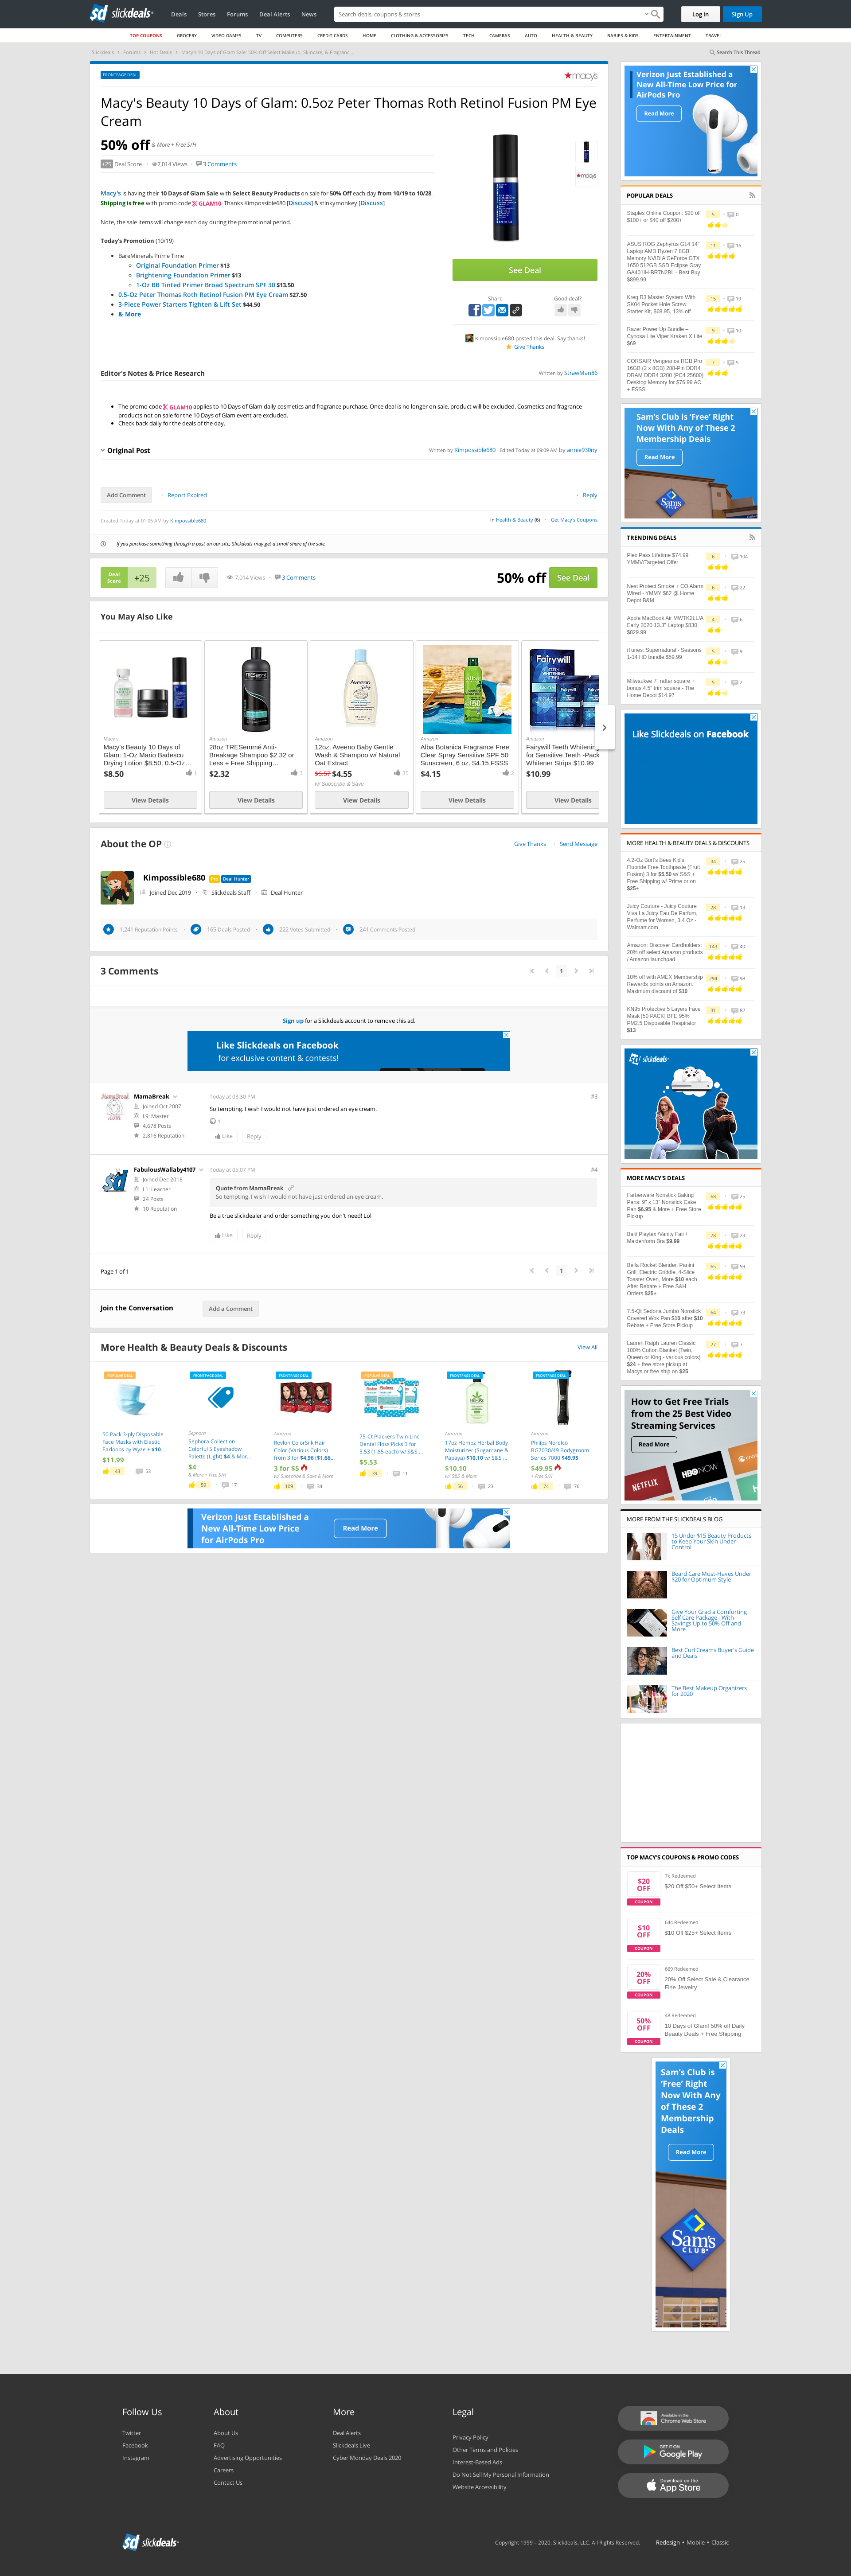 slickdeals
Deals
Stores
Forums
Deal Alerts
News
Search deals, coupons & stores
Log In
Sign Up
TOP COUPONS
GROCERY
VIDEO GAMES
TV
COMPUTERS
CREDIT CARDS
HOME
CLOTHING & ACCESSORIES
TECH
CAMERAS
AUTO
HEALTH & BEAUTY
BABIES & KIDS
ENTERTAINMENT
TRAVEL
Slickdeals
Forums
Hot Deals
Macy's 10 Days of Glam Sale 50% Off Select Makeup, Skincare, & Fragranc...
Search This Thread
FRONTPAGE DEAL
macys
Macy's Beauty 10 Days of Glam: 0.5oz Peter Thomas Roth Retinol Fusion PM Eye
Cream
50% off & More + Free S/H
+25 Deal Score
7,014 Views
3 Comments
Macy's is having their 10 Days of Glam Sale with Select Beauty Products on sale for 50% Off each day from 10/19 to 10/28.
Shipping is free with promo code GLAM10. Thanks Kimpossible680 [Discuss] & stinkymonkey [Discuss]
Note, the sale items will change each day during the promotional period.
Today's Promotion (10/19)
BareMinerals Prime Time
Original Foundation Primer $13
Brightening Foundation Primer $13
1-Oz BB Tinted Primer Broad Spectrum SPF 30 $13.50
0.5-Oz Peter Thomas Roth Retinol Fusion PM Eye Cream $27.50
3-Piece Power Starters Tighten & Lift Set $44.50
& More
macys
See Deal
Share
Good deal?
Kimpossible680 posted this deal. Say thanks!
Give Thanks
Editor's Notes & Price Research
Written by StrawMan86
The promo code GLAM10 applies to 10 Days of Glam daily cosmetics and fragrance purchase. Once deal is no longer on sale, product will be excluded. Cosmetics and fragrance
products not on sale for the 10 Days of Glam event are excluded.
Check back daily for the deals of the day.
Original Post
Written by Kimpossible680 Edited Today at 09:09 AM by annie930ny
Add Comment
Report Expired
Reply
Created Today at 01:06 AM by Kimpossible680
in Health & Beauty (6)
Get Macy's Coupons
If you purchase something through a post on our site, Slickdeals may get a small share of the sale.
Deal
Score
+25
7,014 Views
3 Comments
50% off
See Deal
You May Also Like
Macy's
Macy's Beauty 10 Days of
Glam: 1-Oz Mario Badescu
Drying Lotion $8.50, 0.5-Oz...
$8.50
1
View Details
TRESemmé
Amazon
28oz TRESemmé Anti-
Breakage Shampoo $2.32 or
Less + Free Shipping...
$2.32
3
View Details
Aveeno
Baby
Amazon
12oz. Aveeno Baby Gentle
Wash & Shampoo w/ Natural
Oat Extract
$6.57 $4.55
35
w/ Subscribe & Save
View Details
Amazon
Alba Botanica Fragrance Free
Clear Spray Sensitive SPF 50
Sunscreen, 6 oz. $4.15 FSSS
$4.15
2
View Details
Fairywill
Amazon
Fairywill Teeth Whitening
for Sensitive Teeth -Pack
Whitener Strips $10.99
$10.99
View Details
About the OP
Give Thanks
Send Message
Kimpossible680
Pro
Deal Hunter
Joined Dec 2019
Slickdeals Staff
Deal Hunter
1,241 Reputation Points
165 Deals Posted
222 Votes Submitted
241 Comments Posted
3 Comments
1
Sign up for a Slickdeals account to remove this ad.
Like Slickdeals on Facebook
for exclusive content & contests!
MamaBreak
Joined Oct 2007
L9: Master
4,678 Posts
2,816 Reputation
Today at 03:30 PM
#3
So tempting. I wish I would not have just ordered an eye cream.
1
Like
Reply
FabulousWallaby4107
Joined Dec 2018
L1: Learner
24 Posts
10 Reputation
Today at 05:07 PM
#4
Quote from MamaBreak
So tempting. I wish I would not have just ordered an eye cream.
Be a true slickdealer and order something you don't need! Lol
Like
Reply
Page 1 of 1
1
Join the Conversation
Add a Comment
More Health & Beauty Deals & Discounts
View All
POPULAR DEAL
50 Pack 3-ply Disposable
Face Masks with Elastic
Earloops by Wyze + $10...
$11.99
43
53
FRONTPAGE DEAL
Sephora
Sephora Collection
Colorful 5 Eyeshadow
Palette (Light) $4 & Mor...
$4
& More + Free S/H
59
17
FRONTPAGE DEAL
Amazon
Revlon ColorSilk Hair
Color (Various Colors)
from 3 for $4.96 ($1.66...
3 for $5
w/ Subscribe & Save & More
109
34
POPULAR DEAL
75-Ct Plackers Twin-Line
Dental Floss Picks 3 for
5.53 (1.85 each) w/ S&S ...
$5.53
39
11
FRONTPAGE DEAL
Amazon
17oz Hempz Herbal Body
Moisturizer (Sugarcane &
Papaya) $10.10 w/ S&S ...
$10.10
w/ S&S & More
56
23
FRONTPAGE DEAL
Amazon
Philips Norelco
BG7030/49 Bodygroom
Series 7000 $49.95
$49.95
+ Free S/H
74
76
Verizon Just Established a
New All-Time Low Price
for AirPods Pro
Read More
Verizon Just Established a
New All-Time Low Price for
AirPods Pro
Read More
POPULAR DEALS
Staples Online Coupon: $20 off
$100+ or $40 off $200+
5
0
ASUS ROG Zephyrus G14 14"
Laptop AMD Ryzen 7 8GB
Memory NVIDIA GeForce GTX
1650 512GB SSD Eclipse Gray
GA401IH-BR7N2BL - Best Buy
$899.99
11
16
Kreg R3 Master System With
SK04 Pocket Hole Screw
Starter Kit; $68.95, 13% off
15
19
Razer Power Up Bundle –
Cynosa Lite Viper Kraken X Lite
$69
9
10
CORSAIR Vengeance RGB Pro
16GB (2 x 8GB) 288-Pin DDR4
DRAM DDR4 3200 (PC4 25600)
Desktop Memory for $76.99 AC
+ FSSS
7
5
Sam's Club is 'Free' Right
Now With Any of These 2
Membership Deals
Read More
Sam's
CLUB
TRENDING DEALS
Plex Pass Lifetime $74.99
YMMV/Targeted Offer
6
104
Nest Protect Smoke + CO Alarm
Wired - YMMY $62 @ Home
Depot B&M
6
22
Apple MacBook Air MWTK2LL/A
Early 2020 13.3" Laptop $830
$829.99
4
6
iTunes: Supernatural - Seasons
1-14 HD bundle $59.99
5
9
Milwaukee 7" rafter square +
bonus 4.5" trim square - The
Home Depot $14.97
5
2
Like Slickdeals on Facebook
MORE HEALTH & BEAUTY DEALS & DISCOUNTS
4.2-Oz Burt's Bees Kid's
Fluoride Free Toothpaste (Fruit
Fusion) 3 for $5.50 w/ S&S +
Free Shipping w/ Prime or on
$25+
34
25
Juicy Couture - Juicy Couture
Viva La Juicy Eau De Parfum,
Perfume for Women, 3.4 Oz -
Walmart.com
28
13
Amazon: Discover Cardholders:
20% off select Amazon products
/ Amazon launchpad
143
40
10% off with AMEX Membership
Rewards points on Amazon.
Maximum discount of $10
294
98
KN95 Protective 5 Layers Face
Mask [50 PACK] BFE 95%
PM2.5 Disposable Respirator
$13
31
82
slickdeals
MORE MACY'S DEALS
Farberware Nonstick Baking
Pans: 9" x 13" Nonstick Cake
Pan $6.95 & More + Free Store
Pickup
68
25
Bali/ Playtex /Vanity Fair /
Maidenform Bra $9.99
78
23
Bella Rocket Blender, Panini
Grill, Electric Griddle, 4-Slice
Toaster Oven, More $10 each
After Rebate + Free S&H
Orders $25+
65
59
7.5-Qt Sedona Jumbo Nonstick
Covered Wok Pan $10 after $10
Rebate + Free Store Pickup
64
73
Lauren Ralph Lauren Classic
100% Cotton Blanket (Twin,
Queen or King - various colors)
$24 + free store pickup at
Macys or free ship on $25
27
7
How to Get Free Trials
from the 25 Best Video
Streaming Services
Read More
NETFLIX
HBO NOW
MORE FROM THE SLICKDEALS BLOG
15 Under $15 Beauty Products
to Keep Your Skin Under
Control
Beard Care Must-Haves Under
$20 for Optimum Style
Give Your Grad a Comforting
Self Care Package - With
Savings Up to 50% Off and
More
Best Curl Creams Buyer's Guide
and Deals
The Best Makeup Organizers
for 2020
TOP MACY'S COUPONS & PROMO CODES
$20
OFF
COUPON
7k Redeemed
$20 Off $50+ Select Items
$10
OFF
COUPON
644 Redeemed
$10 Off $25+ Select Items
20%
OFF
COUPON
669 Redeemed
20% Off Select Sale & Clearance
Fine Jewelry
50%
OFF
COUPON
48 Redeemed
10 Days of Glam! 50% off Daily
Beauty Deals + Free Shipping
Sam's Club is
'Free' Right
Now With Any
of These 2
Membership
Deals
Read More
Sam's
CLUB
Follow Us
Twitter
Facebook
Instagram
About
About Us
FAQ
Advertising Opportunities
Careers
Contact Us
More
Deal Alerts
Slickdeals Live
Cyber Monday Deals 2020
Legal
Privacy Policy
Other Terms and Policies
Interest-Based Ads
Do Not Sell My Personal Information
Website Accessibility
Available in the
Chrome Web Store
GET IT ON
Google Play
Download on the
App Store
slickdeals
Copyright 1999 – 2020. Slickdeals, LLC. All Rights Reserved.
Redesign • Mobile • Classic